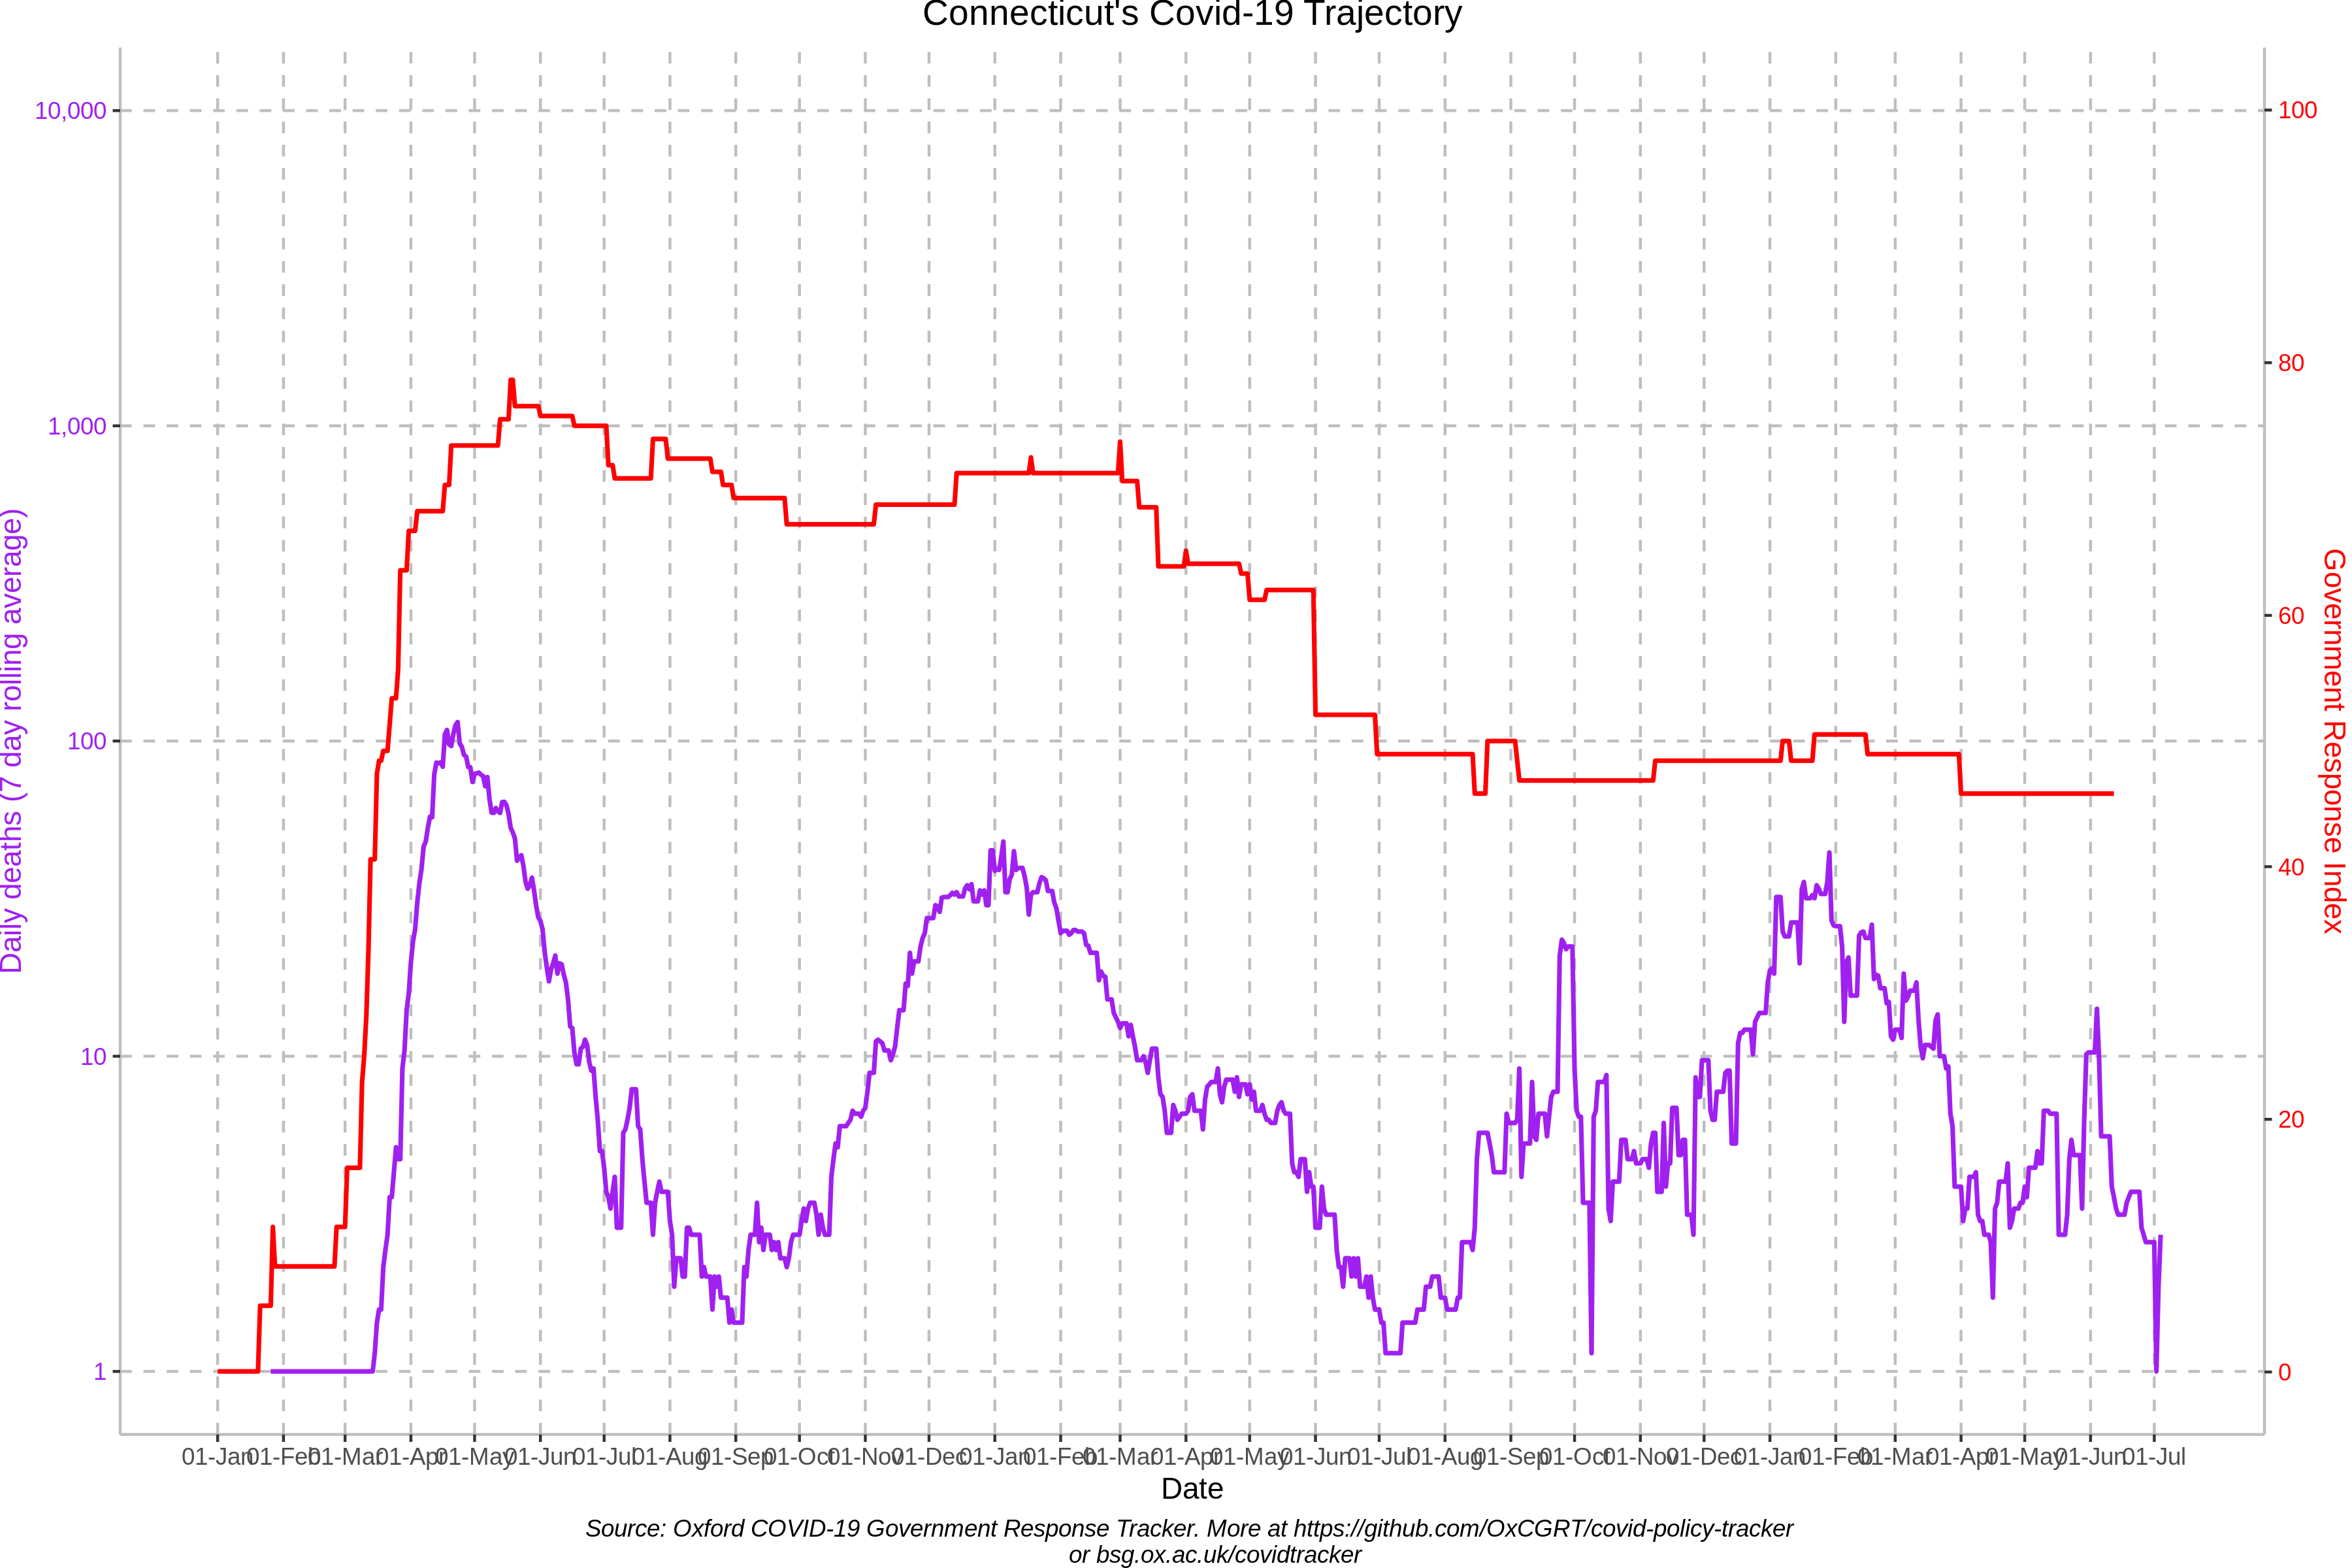 Connecticut's Covid-19 Trajectory
10,000
1,000
100
10
1
Daily deaths (7 day rolling average)
100
80
60
40
20
0
Government Response Index
01-Jan 01-Feb 01-Mar 01-Apr 01-May 01-Jun 01-Jul 01-Aug 01-Sep 01-Oct 01-Nov 01-Dec 01-Jan 01-Feb 01-Mar 01-Apr 01-May 01-Jun 01-Jul 01-Aug 01-Sep 01-Oct 01-Nov 01-Dec 01-Jan 01-Feb 01-Mar 01-Apr 01-May 01-Jun 01-Jul
Date
Source: Oxford COVID-19 Government Response Tracker. More at https://github.com/OxCGRT/covid-policy-tracker
or bsg.ox.ac.uk/covidtracker